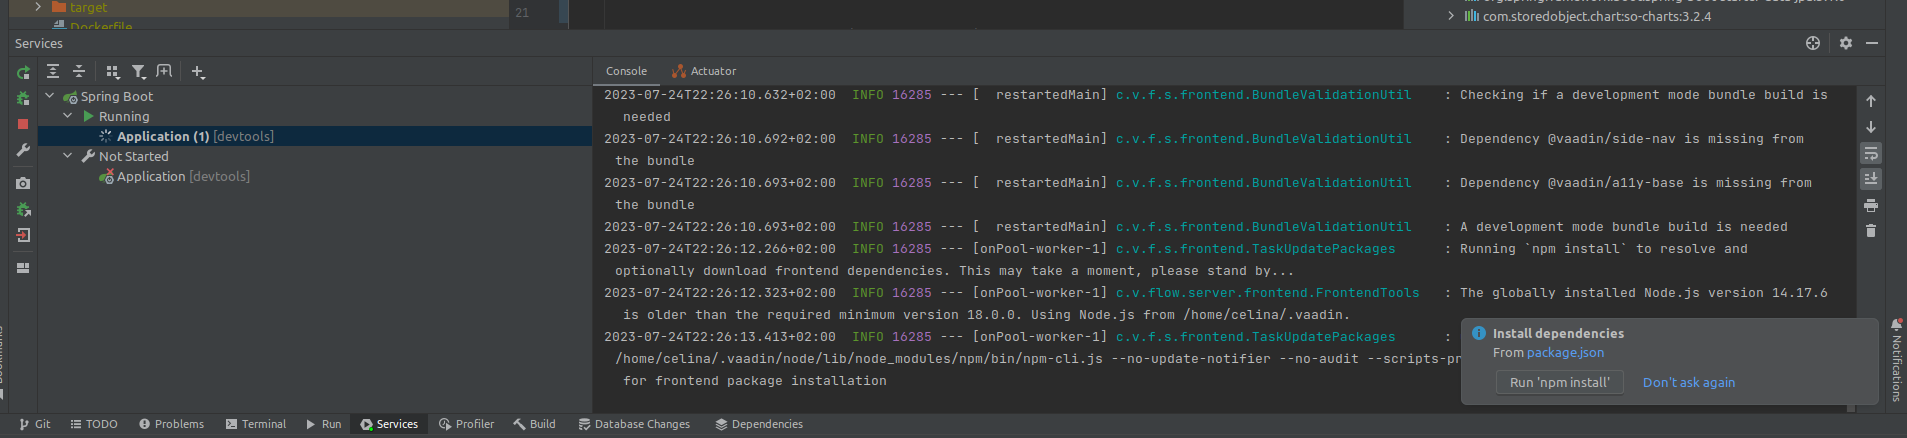 target
Dockerfile
21
com.storedobject.chart:so-charts:3.2.4
Services
Console
Actuator
Spring Boot
Running
Application (1) [devtools]
Not Started
Application [devtools]
2023-07-24T22:26:10.632+02:00  INFO 16285 --- [  restartedMain] c.v.f.s.frontend.BundleValidationUtil    : Checking if a development mode bundle build is
needed
2023-07-24T22:26:10.692+02:00  INFO 16285 --- [  restartedMain] c.v.f.s.frontend.BundleValidationUtil    : Dependency @vaadin/side-nav is missing from
the bundle
2023-07-24T22:26:10.693+02:00  INFO 16285 --- [  restartedMain] c.v.f.s.frontend.BundleValidationUtil    : Dependency @vaadin/a11y-base is missing from
the bundle
2023-07-24T22:26:10.693+02:00  INFO 16285 --- [  restartedMain] c.v.f.s.frontend.BundleValidationUtil    : A development mode bundle build is needed
2023-07-24T22:26:12.266+02:00  INFO 16285 --- [onPool-worker-1] c.v.f.s.frontend.TaskUpdatePackages      : Running `npm install` to resolve and
optionally download frontend dependencies. This may take a moment, please stand by...
2023-07-24T22:26:12.323+02:00  INFO 16285 --- [onPool-worker-1] c.v.flow.server.frontend.FrontendTools   : The globally installed Node.js version 14.17.6
is older than the required minimum version 18.0.0. Using Node.js from /home/celina/.vaadin.
2023-07-24T22:26:13.413+02:00  INFO 16285 --- [onPool-worker-1] c.v.f.s.frontend.TaskUpdatePackages      :
/home/celina/.vaadin/node/lib/node_modules/npm/bin/npm-cli.js --no-update-notifier --no-audit --scripts-pr
for frontend package installation
Install dependencies
From package.json
Run 'npm install'
Don't ask again
Notifications
Git
TODO
Problems
Terminal
Run
Services
Profiler
Build
Database Changes
Dependencies